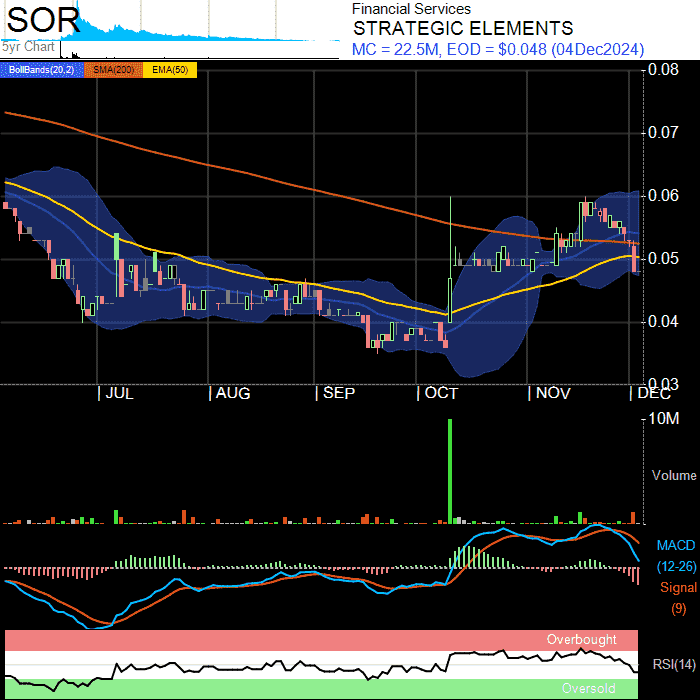 SOR
5yr Chart
Financial Services
STRATEGIC ELEMENTS
MC = 22.5M, EOD = $0.048 (04Dec2024)
BollBands(20,2) SMA(200) EMA(50)
0.08
0.07
0.06
0.05
0.04
0.03
JUL AUG SEP OCT NOV DEC
10M
Volume
MACD
(12-26)
Signal
(9)
Overbought
RSI(14)
Oversold